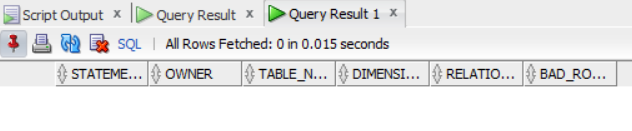 Script Output x Query Result x Query Result 1 x
SQL | All Rows Fetched: 0 in 0.015 seconds
STATEME... OWNER TABLE_N... DIMENSI... RELATIO... BAD_RO...